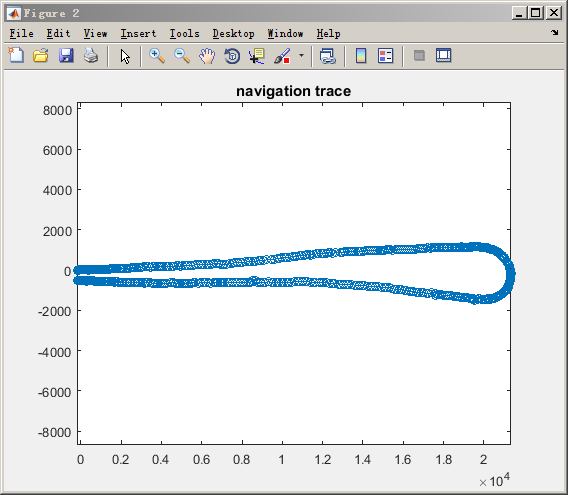 Figure 2
File Edit View Insert Tools Desktop Window Help
navigation trace
8000
6000
4000
2000
0
-2000
-4000
-6000
-8000
0 0.2 0.4 0.6 0.8 1 1.2 1.4 1.6 1.8 2
×10⁴